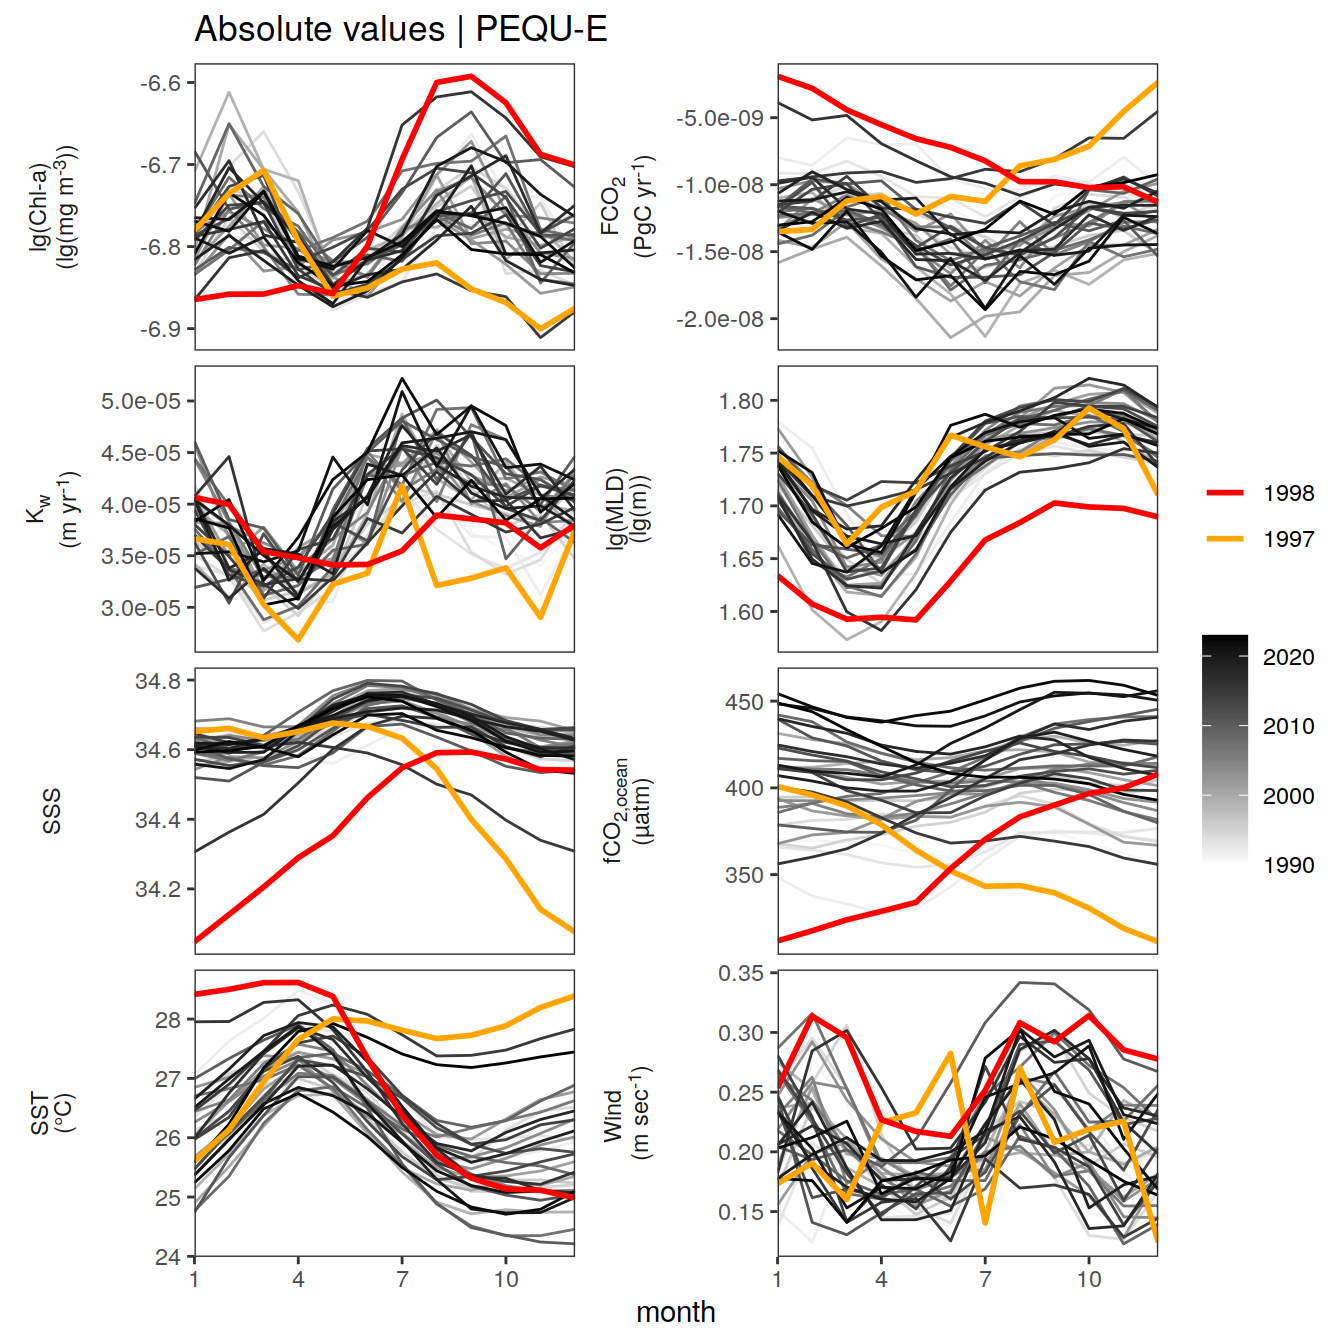 Absolute values | PEQU-E
lg(Chl-a)
(lg(mg m⁻³))
-6.6
-6.7
-6.8
-6.9
FCO₂
(PgC yr⁻¹)
-5.0e-09
-1.0e-08
-1.5e-08
-2.0e-08
K_w
(m yr⁻¹)
5.0e-05
4.5e-05
4.0e-05
3.5e-05
3.0e-05
lg(MLD)
(lg(m))
1.80
1.75
1.70
1.65
1.60
SSS
34.8
34.6
34.4
34.2
fCO₂,ocean
(µatm)
450
400
350
SST
(°C)
28
27
26
25
24
Wind
(m sec⁻¹)
0.35
0.30
0.25
0.20
0.15
1 4 7 10
1 4 7 10
month
1998
1997
2020
2010
2000
1990